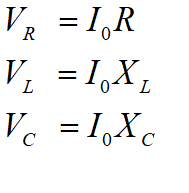 V_R = I_0 R
V_L = I_0 X_L
V_C = I_0 X_C